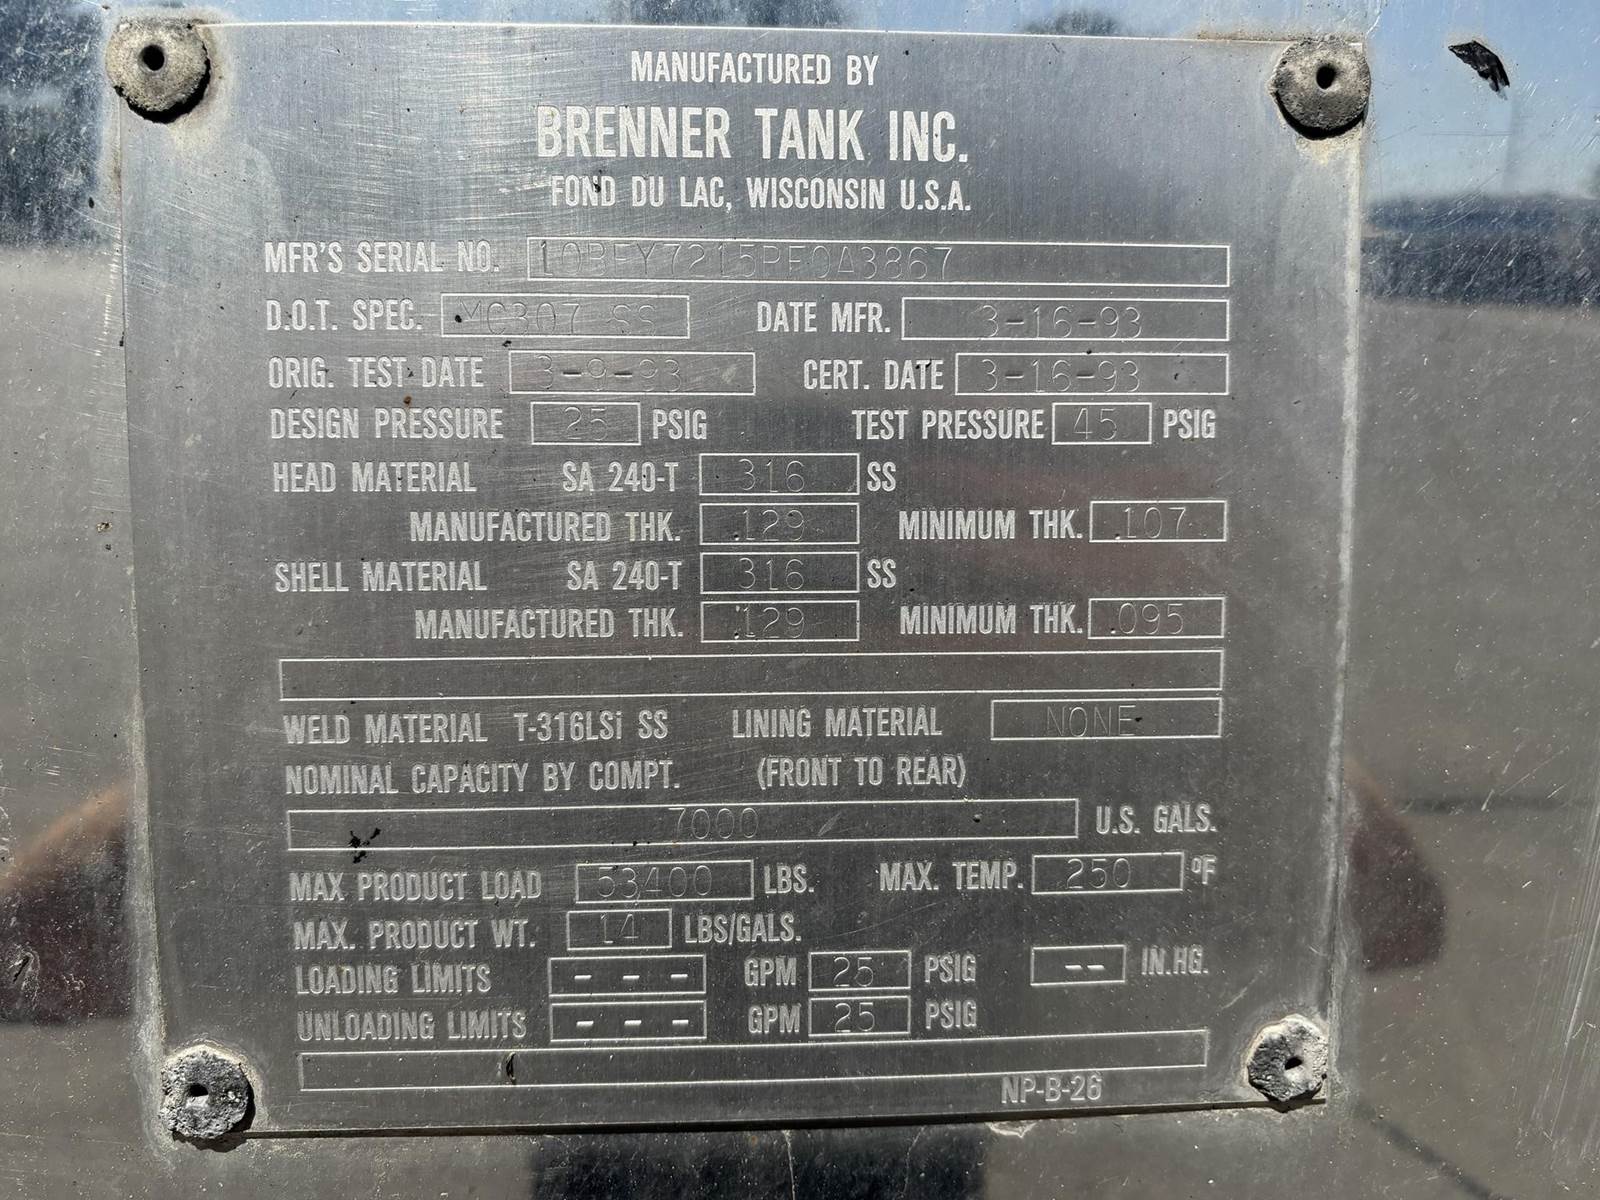 MANUFACTURED BY
BRENNER TANK INC.
FOND DU LAC, WISCONSIN U.S.A.
MFR'S SERIAL NO. 10BFY7215PF0A3867
D.O.T. SPEC. MC307 SS DATE MFR. 3-16-93
ORIG. TEST DATE 3-9-93 CERT. DATE 3-16-93
DESIGN PRESSURE 25 PSIG TEST PRESSURE 45 PSIG
HEAD MATERIAL SA 240-T 316 SS
MANUFACTURED THK. .129 MINIMUM THK. .107
SHELL MATERIAL SA 240-T 316 SS
MANUFACTURED THK. .129 MINIMUM THK. .095
WELD MATERIAL T-316LSi SS LINING MATERIAL NONE
NOMINAL CAPACITY BY COMPT. (FRONT TO REAR)
7000 U.S. GALS.
MAX PRODUCT LOAD 53400 LBS. MAX. TEMP. 250 °F
MAX. PRODUCT WT. 14 LBS/GALS.
LOADING LIMITS - - - GPM 25 PSIG -- IN.HG.
UNLOADING LIMITS - - - GPM 25 PSIG
NP-B-26